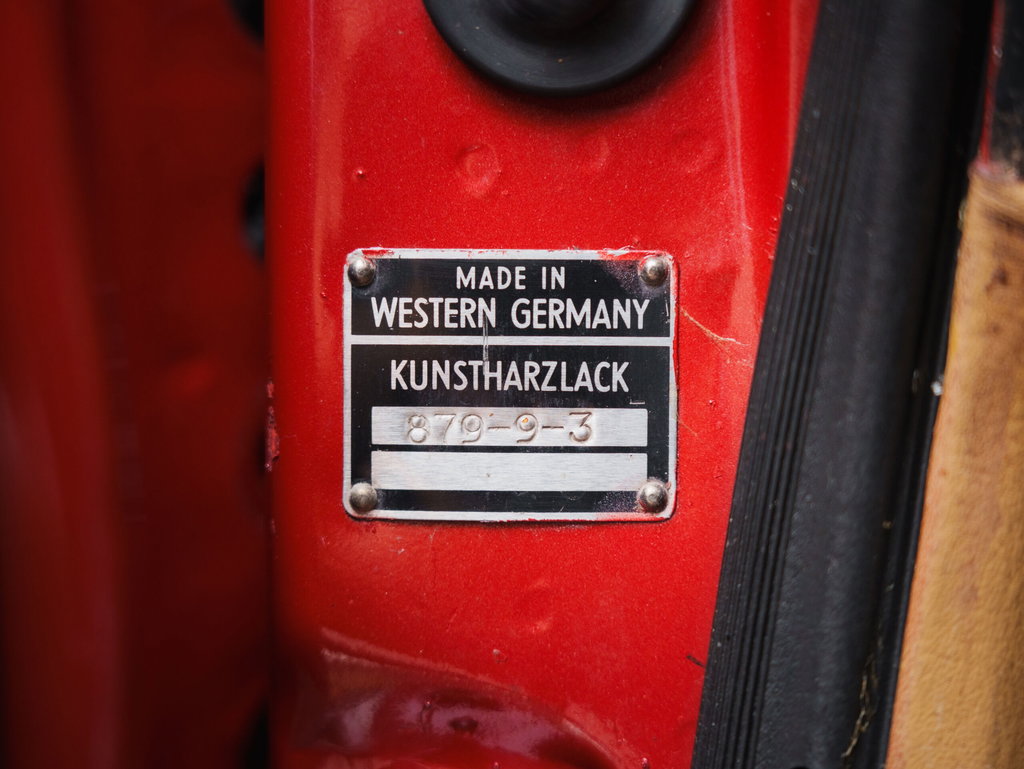 MADE IN
WESTERN GERMANY
KUNSTHARZLACK
879-9-3